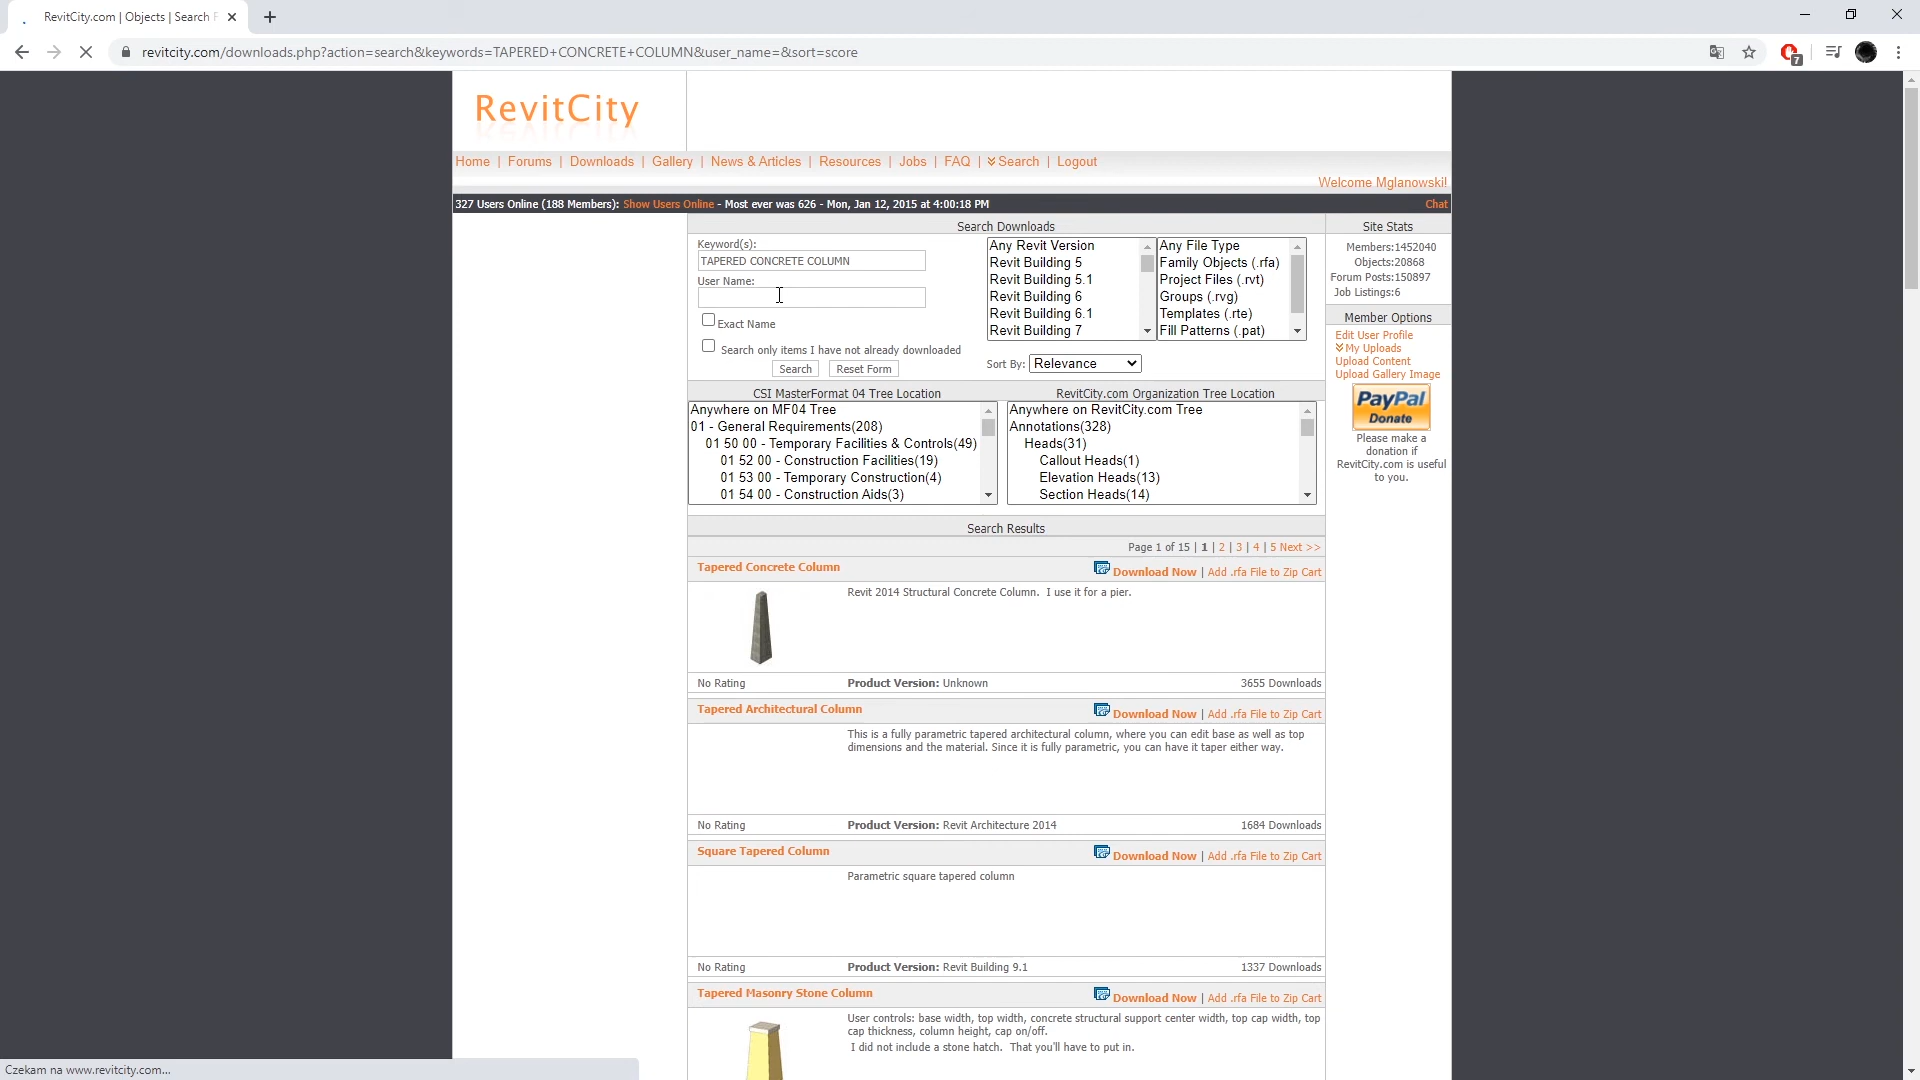 RevitCity.com | Objects | Search
revitcity.com/downloads.php?action=search&keywords=TAPERED+CONCRETE+COLUMN&user_name=&sort=score
7
RevitCity
Home | Forums | Downloads | Gallery | News & Articles | Resources | Jobs | FAQ | Search | Logout
Welcome Mglanowski!
327 Users Online (188 Members): Show Users Online - Most ever was 626 - Mon, Jan 12, 2015 at 4:00:18 PM
Chat
Search Downloads
Keyword(s):
TAPERED CONCRETE COLUMN
User Name:
Exact Name
Search only items I have not already downloaded
Search
Reset Form
Any Revit Version
Revit Building 5
Revit Building 5.1
Revit Building 6
Revit Building 6.1
Revit Building 7
Any File Type
Family Objects (.rfa)
Project Files (.rvt)
Groups (.rvg)
Templates (.rte)
Fill Patterns (.pat)
Sort By: Relevance
CSI MasterFormat 04 Tree Location
Anywhere on MF04 Tree
01 - General Requirements(208)
01 50 00 - Temporary Facilities & Controls(49)
01 52 00 - Construction Facilities(19)
01 53 00 - Temporary Construction(4)
01 54 00 - Construction Aids(3)
RevitCity.com Organization Tree Location
Anywhere on RevitCity.com Tree
Annotations(328)
Heads(31)
Callout Heads(1)
Elevation Heads(13)
Section Heads(14)
Site Stats
Members:1452040
Objects:20868
Forum Posts:150897
Job Listings:6
Member Options
Edit User Profile
My Uploads
Upload Content
Upload Gallery Image
PayPal
Donate
Please make a
donation if
RevitCity.com is useful
to you.
Search Results
Page 1 of 15 | 1 | 2 | 3 | 4 | 5 Next >>
Tapered Concrete Column
Download Now | Add .rfa File to Zip Cart
Revit 2014 Structural Concrete Column. I use it for a pier.
No Rating
Product Version: Unknown
3655 Downloads
Tapered Architectural Column
Download Now | Add .rfa File to Zip Cart
This is a fully parametric tapered architectural column, where you can edit base as well as top
dimensions and the material. Since it is fully parametric, you can have it taper either way.
No Rating
Product Version: Revit Architecture 2014
1684 Downloads
Square Tapered Column
Download Now | Add .rfa File to Zip Cart
Parametric square tapered column
No Rating
Product Version: Revit Building 9.1
1337 Downloads
Tapered Masonry Stone Column
Download Now | Add .rfa File to Zip Cart
User controls: base width, top width, concrete structural support center width, top cap width, top
cap thickness, column height, cap on/off.
I did not include a stone hatch. That you'll have to put in.
Czekam na www.revitcity.com...